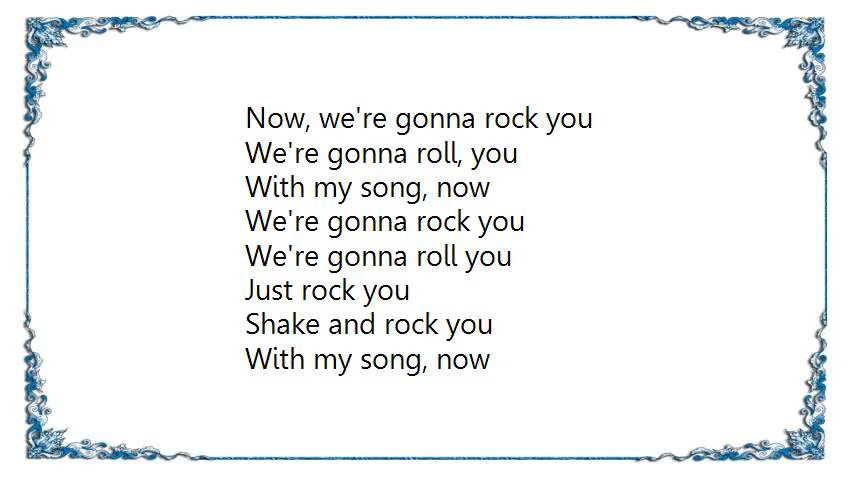 Now, we're gonna rock you
We're gonna roll, you
With my song, now
We're gonna rock you
We're gonna roll you
Just rock you
Shake and rock you
With my song, now